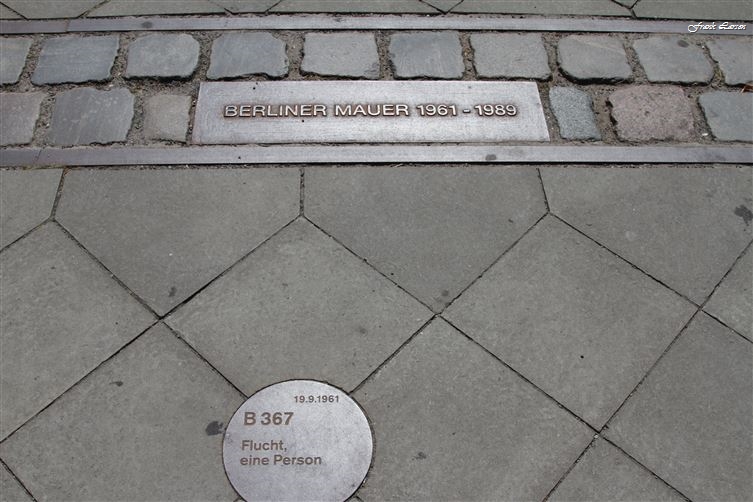 Frank Larsen
BERLINER MAUER 1961 - 1989
19.9.1961
B 367
Flucht,
eine Person